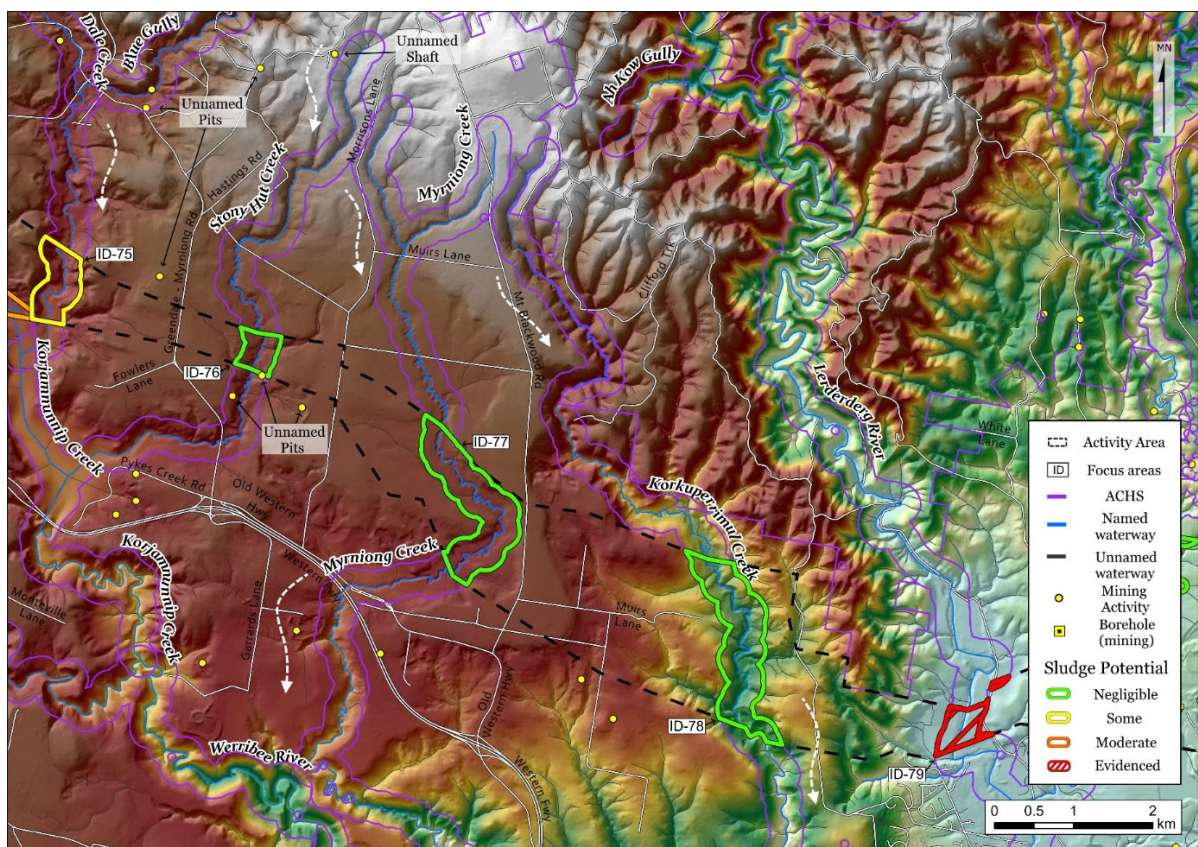 Dale Creek
Blue Gully
Unnamed
Shaft
Unnamed
Pits
Morrisons Lane
Myrniong Creek
Ah Kow Gully
MN
Hastings Rd
Stony
Hut Creek
Greendale - Myrniong Rd
Muirs Lane
Clifford Trk
Mt Blackwood Rd
ID-75
Fowlers
Lane
ID-76
Unnamed
Pits
ID-77
Lerderderg River
White
Lane
Korjamunnip Creek
Pykes Creek Rd
Old Western
Hwy
Western Fwy
Myrniong Creek
Korkuperrimul Creek
Korjamunnip Creek
Monteville
Lane
Garrards Lane
Muirs
Lane
Old
Western Hwy
Western Fwy
Werribee River
ID-78
ID-79
Activity Area
ID
Focus areas
ACHS
Named
waterway
Unnamed
waterway
Mining
Activity
Borehole
(mining)
Sludge Potential
Negligible
Some
Moderate
Evidenced
0 0.5 1 2
km